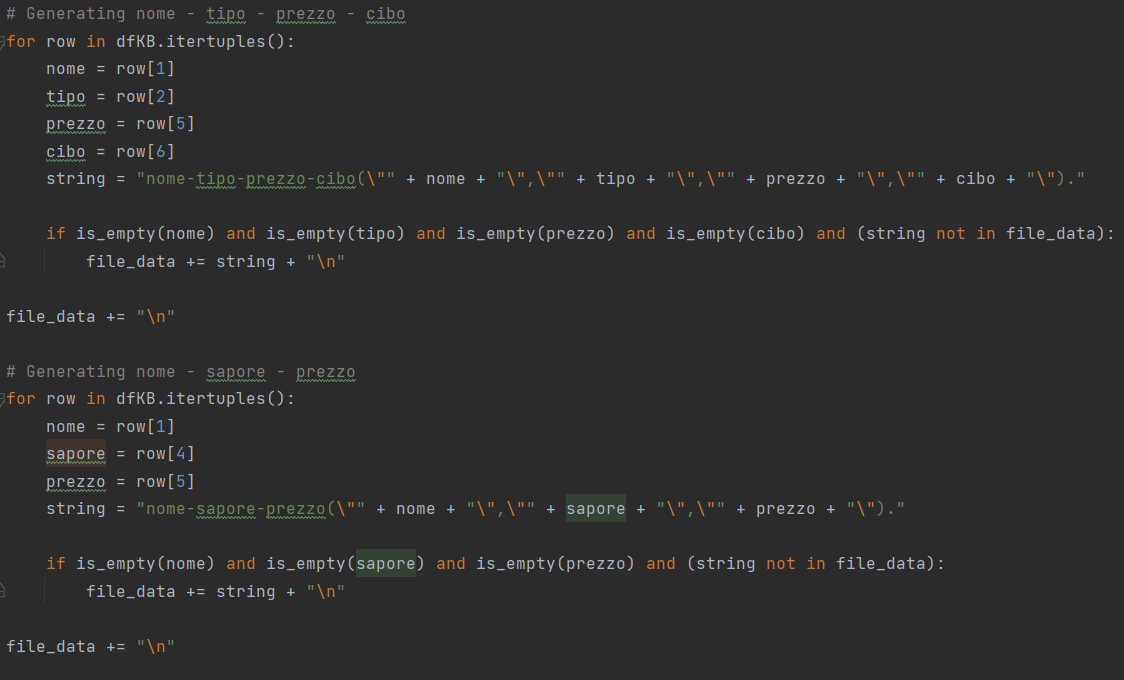 # Generating nome - tipo - prezzo - cibo
for row in dfKB.itertuples():
    nome = row[1]
    tipo = row[2]
    prezzo = row[5]
    cibo = row[6]
    string = "nome-tipo-prezzo-cibo(\"" + nome + "\",\"" + tipo + "\",\"" + prezzo + "\",\"" + cibo + "\")."
    if is_empty(nome) and is_empty(tipo) and is_empty(prezzo) and is_empty(cibo) and (string not in file_data):
        file_data += string + "\n"
file_data += "\n"
# Generating nome - sapore - prezzo
for row in dfKB.itertuples():
    nome = row[1]
    sapore = row[4]
    prezzo = row[5]
    string = "nome-sapore-prezzo(\"" + nome + "\",\"" + sapore + "\",\"" + prezzo + "\")."
    if is_empty(nome) and is_empty(sapore) and is_empty(prezzo) and (string not in file_data):
        file_data += string + "\n"
file_data += "\n"